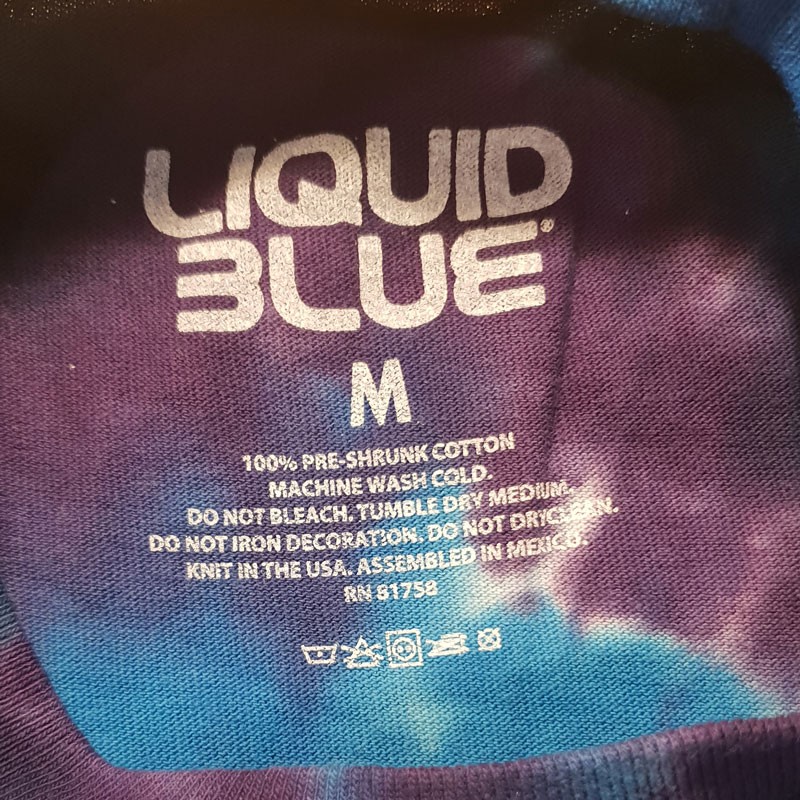 LIQUID
BLUE®
M
100% PRE-SHRUNK COTTON
MACHINE WASH COLD.
DO NOT BLEACH. TUMBLE DRY MEDIUM.
DO NOT IRON DECORATION. DO NOT DRYCLEAN.
KNIT IN THE USA. ASSEMBLED IN MEXICO.
RN 81758